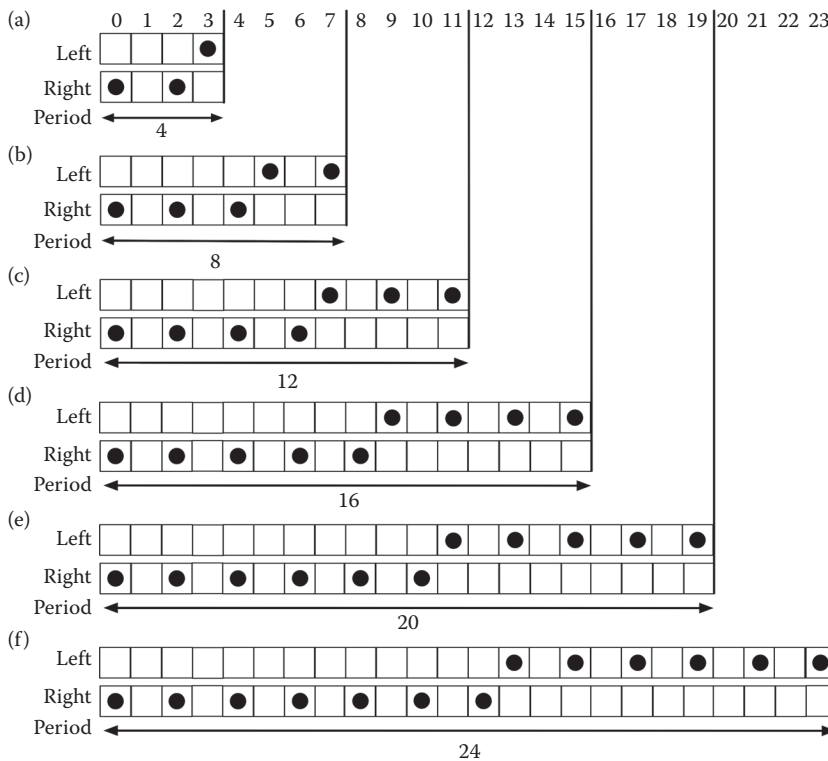 (a) 0 1 2 3 4 5 6 7 8 9 10 11 12 13 14 15 16 17 18 19 20 21 22 23
Left
Right
Period
4
(b)
Left
Right
Period
8
(c)
Left
Right
Period
12
(d)
Left
Right
Period
16
(e)
Left
Right
Period
20
(f)
Left
Right
Period
24